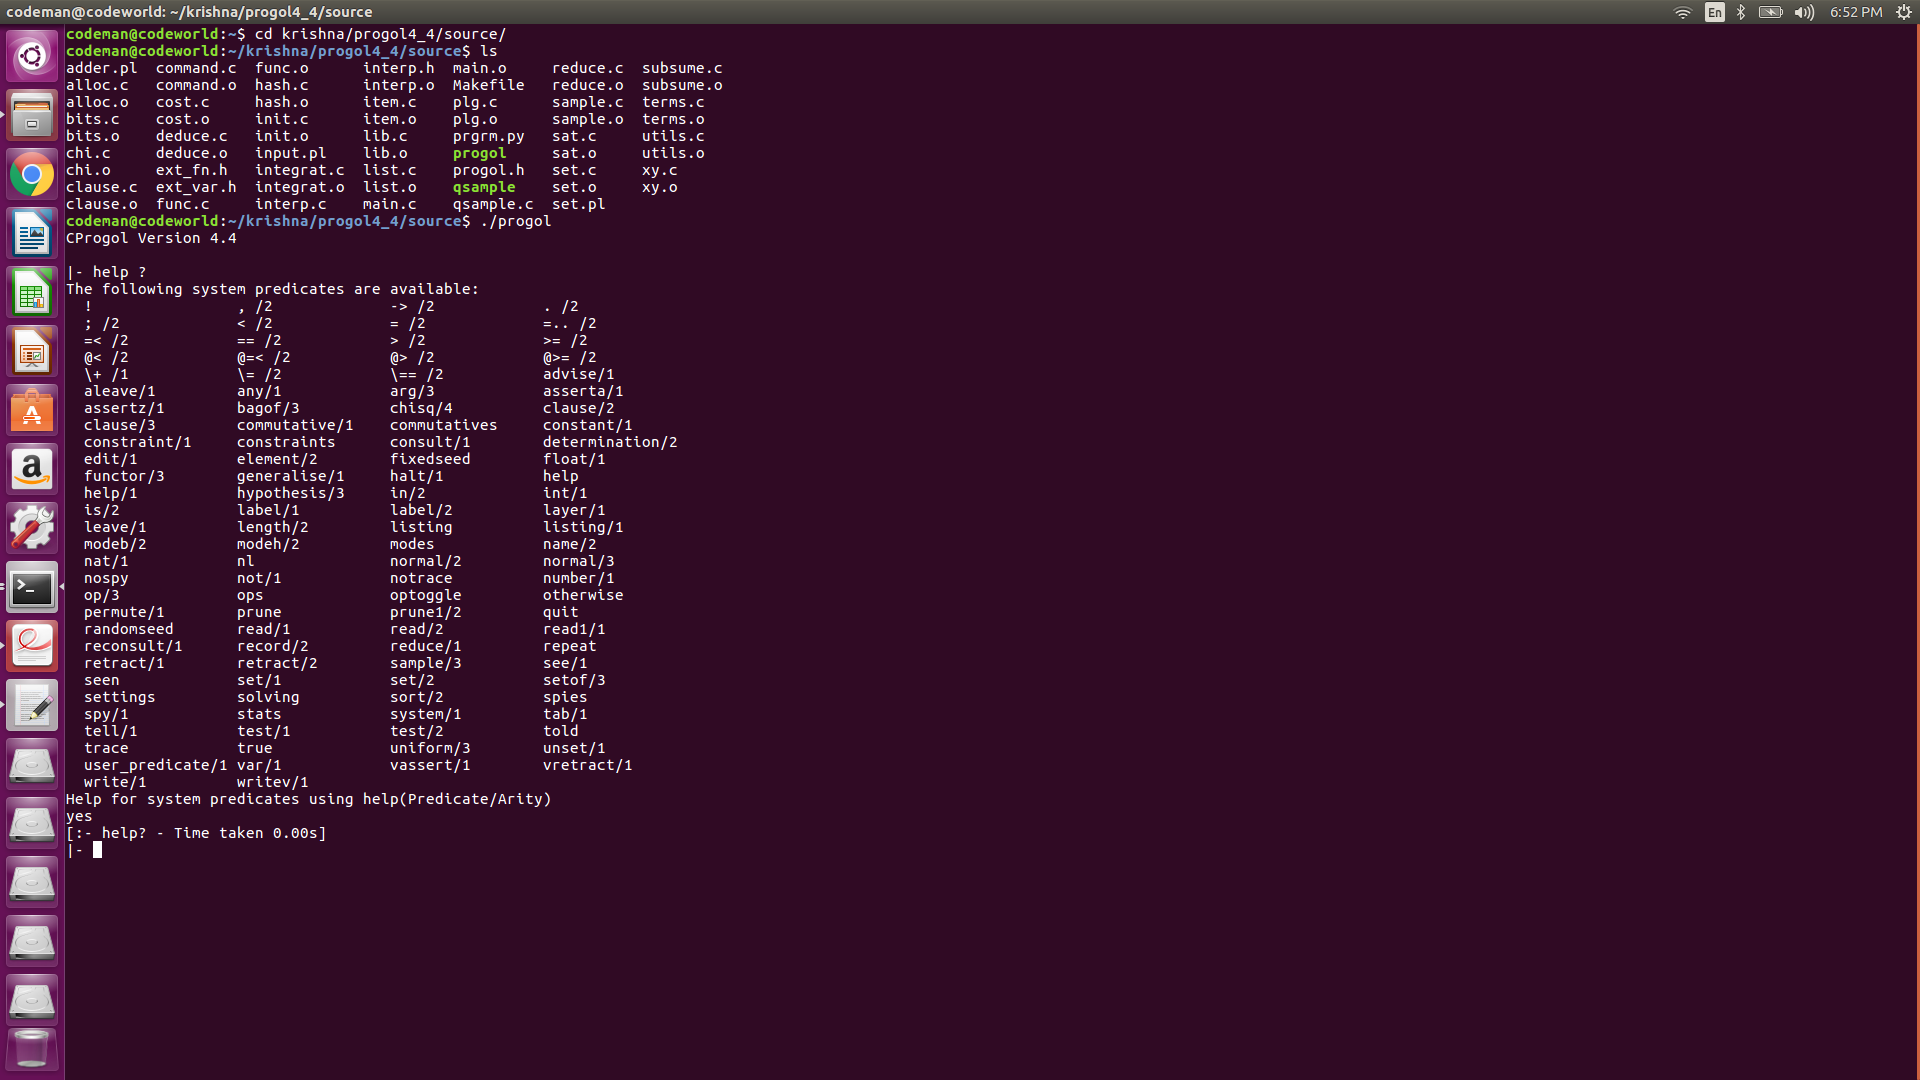 codeman@codeworld: ~/krishna/progol4_4/source En 6:52 PM
codeman@codeworld:~$ cd krishna/progol4_4/source/
codeman@codeworld:~/krishna/progol4_4/source$ ls
adder.pl command.c func.o interp.h main.o reduce.c subsume.c
alloc.c command.o hash.c interp.o Makefile reduce.o subsume.o
alloc.o cost.c hash.o item.c plg.c sample.c terms.c
bits.c cost.o init.c item.o plg.o sample.o terms.o
bits.o deduce.c init.o lib.c prgrm.py sat.c utils.c
chi.c deduce.o input.pl lib.o progol sat.o utils.o
chi.o ext_fn.h integrat.c list.c progol.h set.c xy.c
clause.c ext_var.h integrat.o list.o qsample set.o xy.o
clause.o func.c interp.c main.c qsample.c set.pl
codeman@codeworld:~/krishna/progol4_4/source$ ./progol
CProgol Version 4.4
|- help ?
The following system predicates are available:
! , /2 -> /2 . /2
; /2 < /2 = /2 =.. /2
=< /2 == /2 > /2 >= /2
@< /2 @=< /2 @> /2 @>= /2
\+ /1 \= /2 \== /2 advise/1
aleave/1 any/1 arg/3 asserta/1
assertz/1 bagof/3 chisq/4 clause/2
clause/3 commutative/1 commutatives constant/1
constraint/1 constraints consult/1 determination/2
edit/1 element/2 fixedseed float/1
functor/3 generalise/1 halt/1 help
help/1 hypothesis/3 in/2 int/1
is/2 label/1 label/2 layer/1
leave/1 length/2 listing listing/1
modeb/2 modeh/2 modes name/2
nat/1 nl normal/2 normal/3
nospy not/1 notrace number/1
op/3 ops optoggle otherwise
permute/1 prune prune1/2 quit
randomseed read/1 read/2 read1/1
reconsult/1 record/2 reduce/1 repeat
retract/1 retract/2 sample/3 see/1
seen set/1 set/2 setof/3
settings solving sort/2 spies
spy/1 stats system/1 tab/1
tell/1 test/1 test/2 told
trace true uniform/3 unset/1
user_predicate/1 var/1 vassert/1 vretract/1
write/1 writev/1
Help for system predicates using help(Predicate/Arity)
yes
[:- help? - Time taken 0.00s]
|-